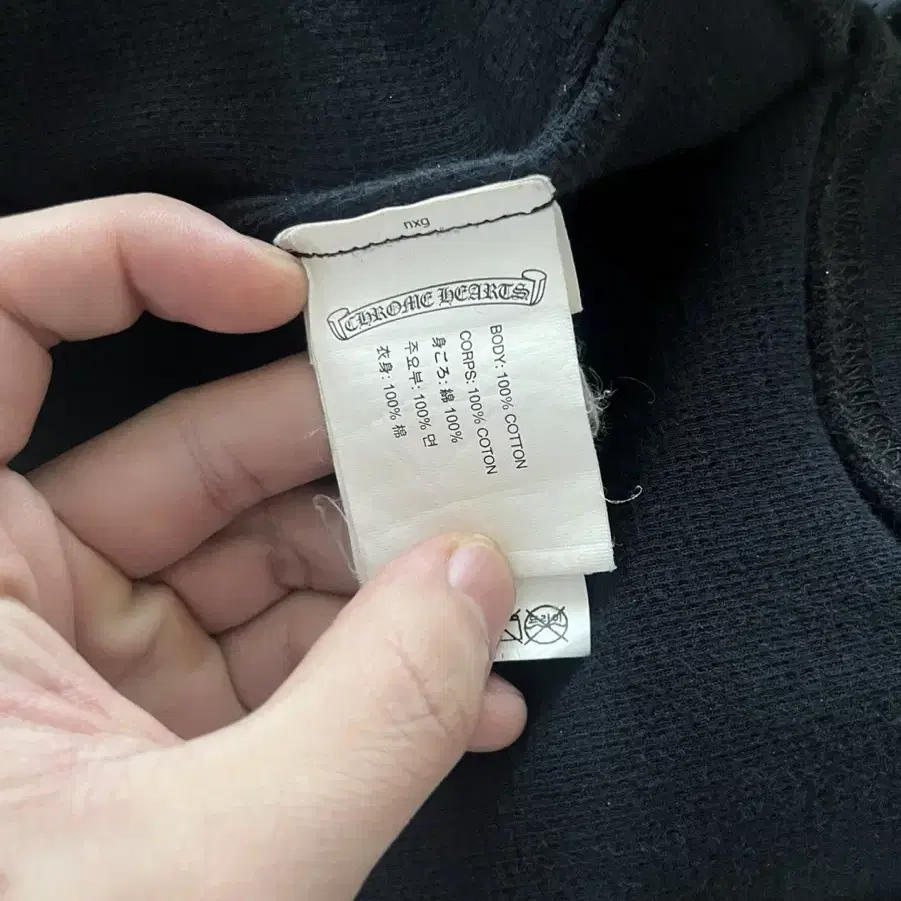 nxg
CHROME HEARTS
BODY: 100% COTTON
CORPS: 100% COTON
身ごろ: 綿 100%
주요부: 100% 면
衣身: 100% 棉